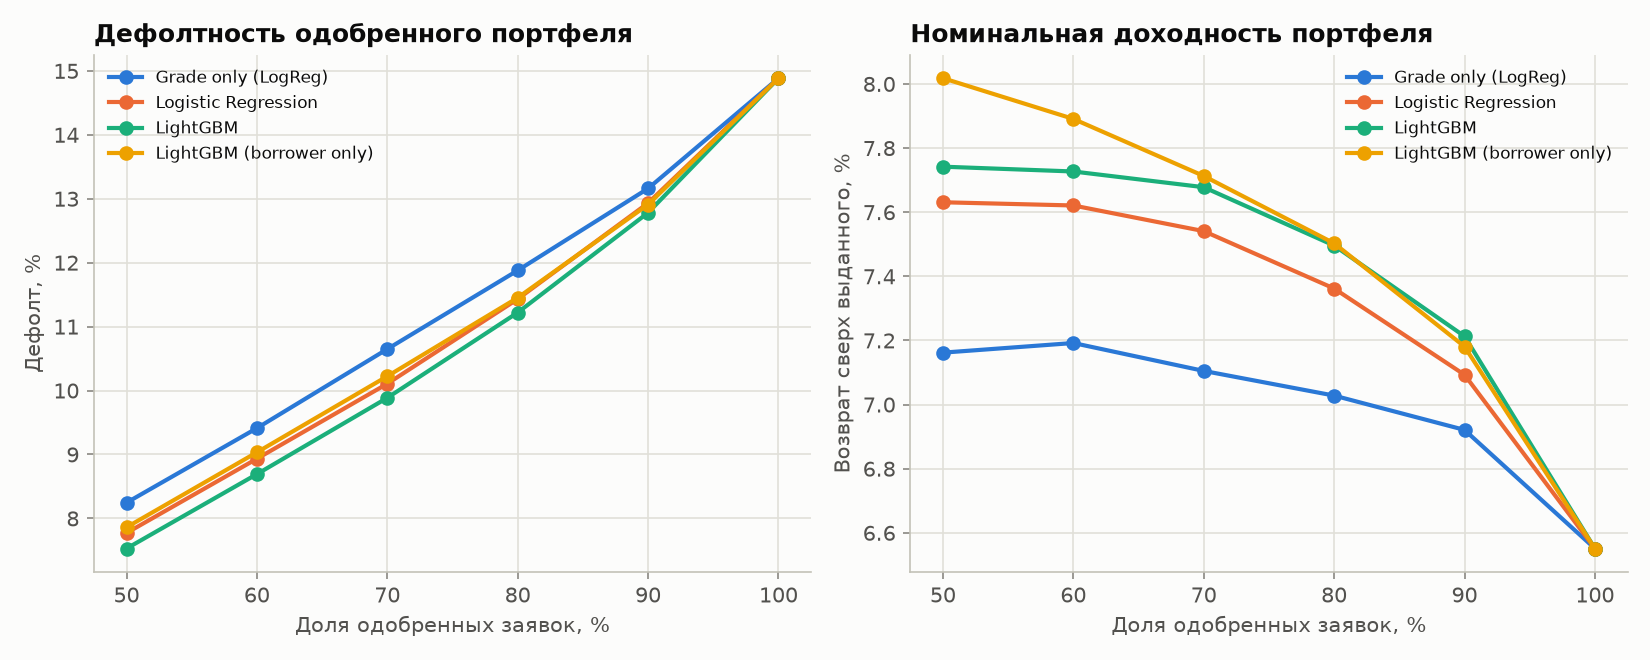 Дефолтность одобренного портфеля
Grade only (LogReg)
Logistic Regression
LightGBM
LightGBM (borrower only)
15
14
13
12
11
10
9
8
Дефолт, %
50 60 70 80 90 100
Доля одобренных заявок, %
Номинальная доходность портфеля
Grade only (LogReg)
Logistic Regression
LightGBM
LightGBM (borrower only)
8.0
7.8
7.6
7.4
7.2
7.0
6.8
6.6
Возврат сверх выданного, %
50 60 70 80 90 100
Доля одобренных заявок, %